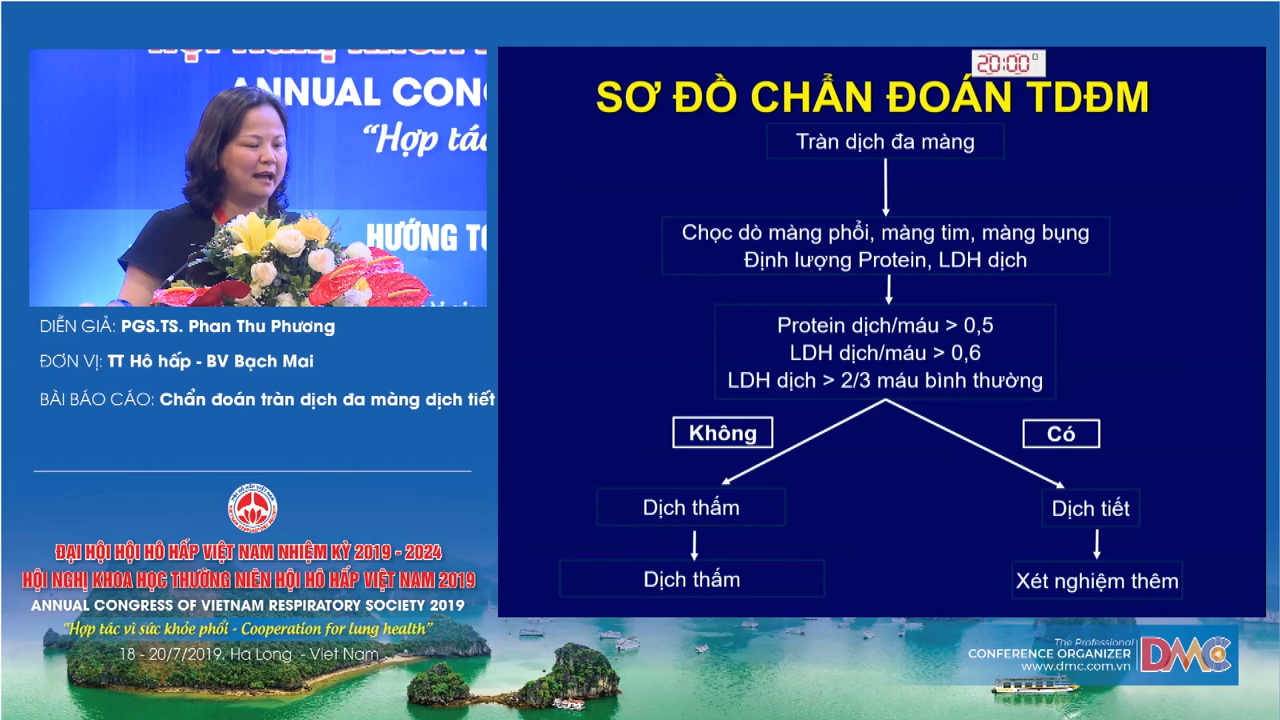 ANNUAL CON
“Hợp tác
HƯỚNG T
DIỄN GIẢ: PGS.TS. Phan Thu Phương
ĐƠN VỊ: TT Hô hấp - BV Bạch Mai
BÀI BÁO CÁO: Chẩn đoán tràn dịch đa màng dịch tiết
HỘI HÔ HẤP VIỆT NAM
ĐẠI HỘI HỘI HÔ HẤP VIỆT NAM NHIỆM KỲ 2019 - 2024
HỘI NGHỊ KHOA HỌC THƯỜNG NIÊN HỘI HÔ HẤP VIỆT NAM 2019
ANNUAL CONGRESS OF VIETNAM RESPIRATORY SOCIETY 2019
“Hợp tác vì sức khỏe phổi - Cooperation for lung health”
18 - 20/7/2019. Ha Long - Viet Nam
20:00
SƠ ĐỒ CHẨN ĐOÁN TDĐM
Tràn dịch đa màng
Chọc dò màng phổi, màng tim, màng bụng
Định lượng Protein, LDH dịch
Protein dịch/máu > 0,5
LDH dịch/máu > 0,6
LDH dịch > 2/3 máu bình thường
Không
Có
Dịch thấm
Dịch tiết
Dịch thấm
Xét nghiệm thêm
The Professional
CONFERENCE ORGANIZER
www.dmc.com.vn
DMC